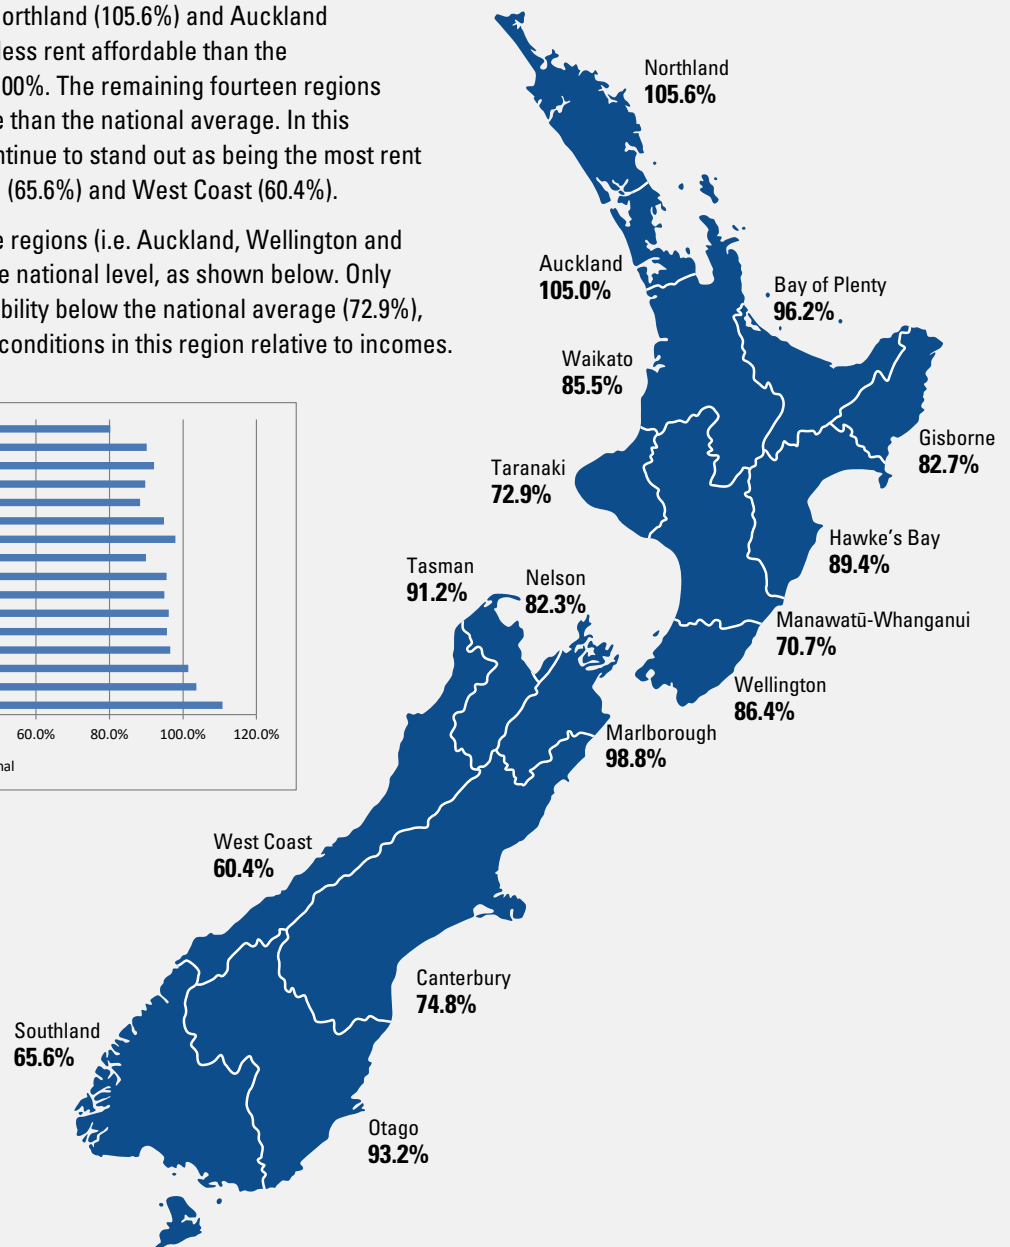 orthland (105.6%) and Auckland
less rent affordable than the
00%. The remaining fourteen regions
e than the national average. In this
ntinue to stand out as being the most rent
(65.6%) and West Coast (60.4%).
e regions (i.e. Auckland, Wellington and
e national level, as shown below. Only
bility below the national average (72.9%),
conditions in this region relative to incomes.
60.0% 80.0% 100.0% 120.0%
nal
Northland
105.6%
Auckland
105.0%
Bay of Plenty
96.2%
Waikato
85.5%
Gisborne
82.7%
Taranaki
72.9%
Hawke's Bay
89.4%
Tasman
91.2%
Nelson
82.3%
Manawatū-Whanganui
70.7%
Wellington
86.4%
Marlborough
98.8%
West Coast
60.4%
Canterbury
74.8%
Southland
65.6%
Otago
93.2%